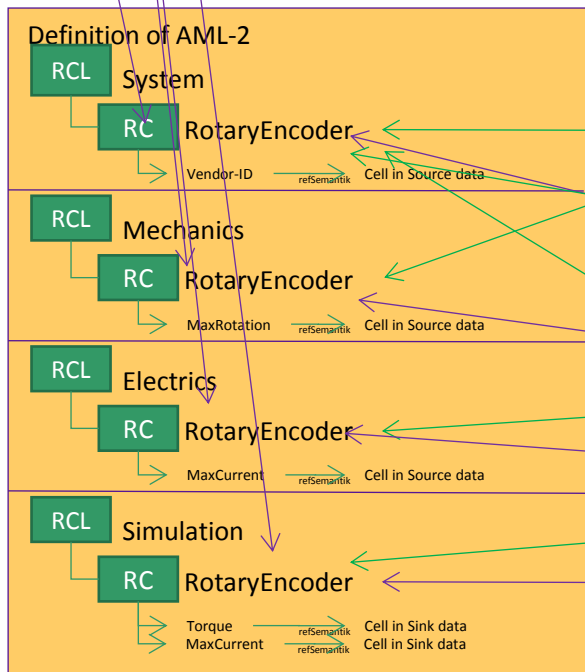 Definition of AML-2
RCL System
RC RotaryEncoder
Vendor-ID refSemantik Cell in Source data
RCL Mechanics
RC RotaryEncoder
MaxRotation refSemantik Cell in Source data
RCL Electrics
RC RotaryEncoder
MaxCurrent refSemantik Cell in Source data
RCL Simulation
RC RotaryEncoder
Torque refSemantik Cell in Sink data
MaxCurrent refSemantik Cell in Sink data